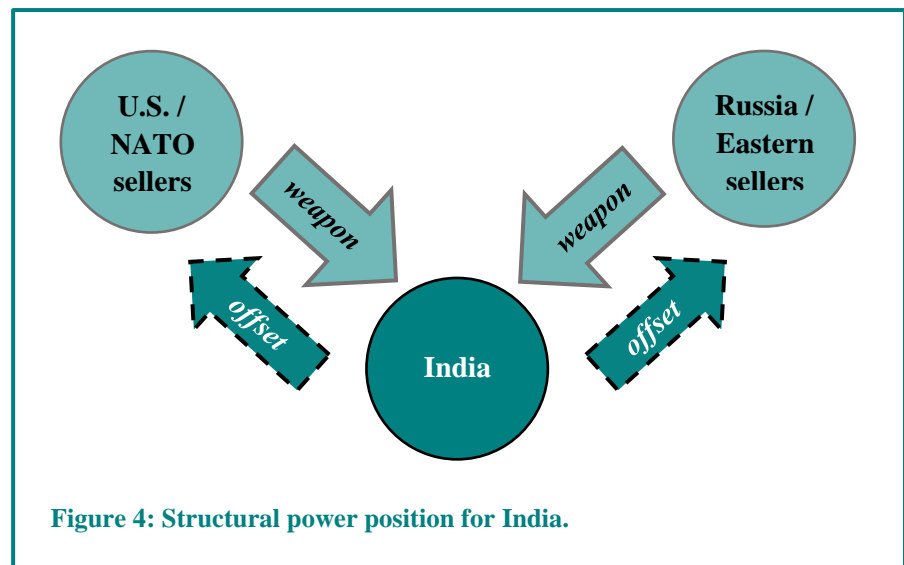 U.S. /
NATO
sellers
Russia /
Eastern
sellers
weapon
weapon
offset
offset
India
Figure 4: Structural power position for India.